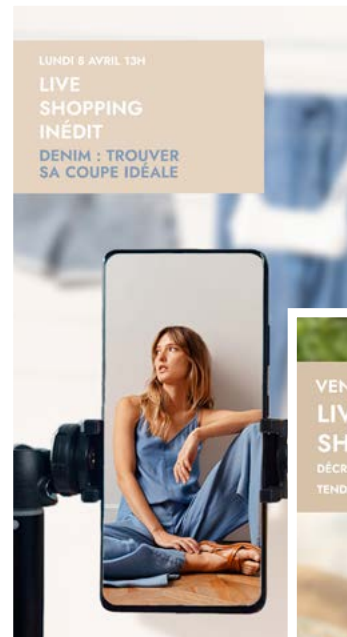 LUNDI 8 AVRIL 13H
LIVE
SHOPPING
INÉDIT
DENIM : TROUVER
SA COUPE IDÉALE
VEN
LIV
SH
DÉCR
TEND